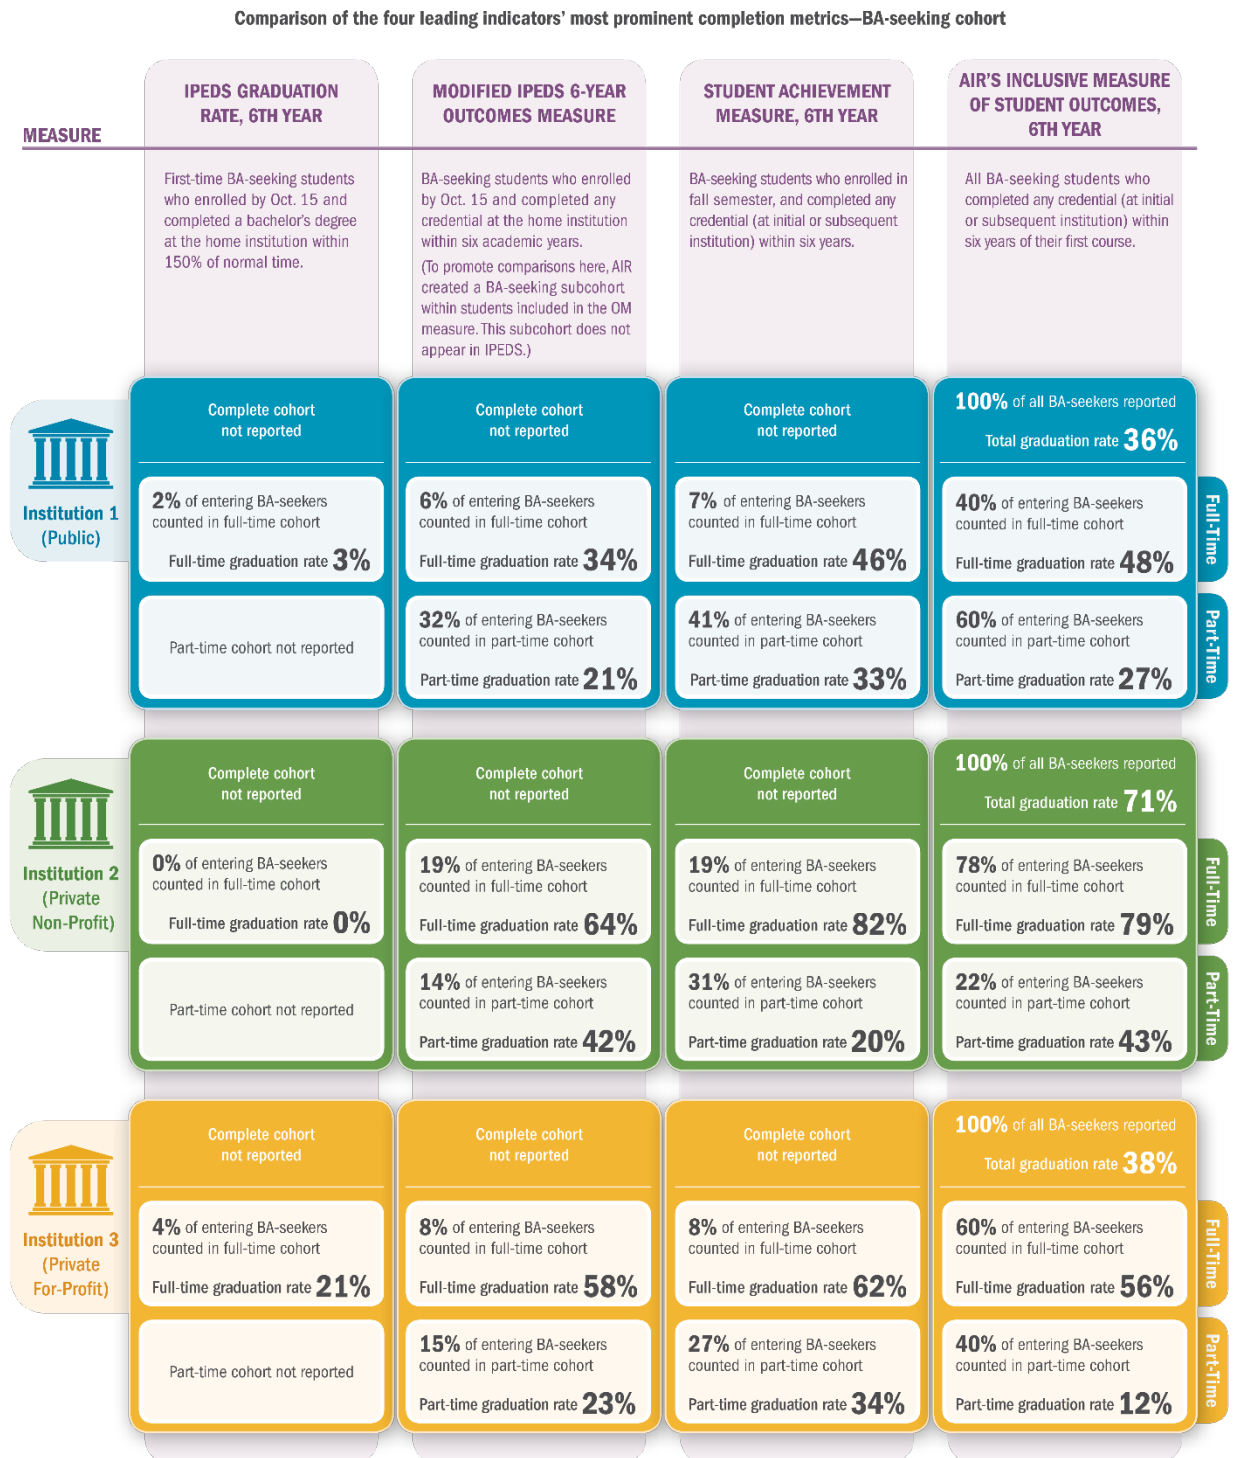 Comparison of the four leading indicators’ most prominent completion metrics—BA-seeking cohort
MEASURE
IPEDS GRADUATION
RATE, 6TH YEAR
MODIFIED IPEDS 6-YEAR
OUTCOMES MEASURE
STUDENT ACHIEVEMENT
MEASURE, 6TH YEAR
AIR’S INCLUSIVE MEASURE
OF STUDENT OUTCOMES,
6TH YEAR
First-time BA-seeking students
who enrolled by Oct. 15 and
completed a bachelor’s degree
at the home institution within
150% of normal time.
BA-seeking students who enrolled
by Oct. 15 and completed any
credential at the home institution
within six academic years.
(To promote comparisons here, AIR
created a BA-seeking subcohort
within students included in the OM
measure. This subcohort does not
appear in IPEDS.)
BA-seeking students who enrolled in
fall semester, and completed any
credential (at initial or subsequent
institution) within six years.
All BA-seeking students who
completed any credential (at initial
or subsequent institution) within
six years of their first course.
Institution 1
(Public)
Complete cohort
not reported
2% of entering BA-seekers
counted in full-time cohort
Full-time graduation rate 3%
Part-time cohort not reported
Complete cohort
not reported
6% of entering BA-seekers
counted in full-time cohort
Full-time graduation rate 34%
32% of entering BA-seekers
counted in part-time cohort
Part-time graduation rate 21%
Complete cohort
not reported
7% of entering BA-seekers
counted in full-time cohort
Full-time graduation rate 46%
41% of entering BA-seekers
counted in part-time cohort
Part-time graduation rate 33%
100% of all BA-seekers reported
Total graduation rate 36%
40% of entering BA-seekers
counted in full-time cohort
Full-time graduation rate 48%
60% of entering BA-seekers
counted in part-time cohort
Part-time graduation rate 27%
Full-Time
Part-Time
Institution 2
(Private
Non-Profit)
Complete cohort
not reported
0% of entering BA-seekers
counted in full-time cohort
Full-time graduation rate 0%
Part-time cohort not reported
Complete cohort
not reported
19% of entering BA-seekers
counted in full-time cohort
Full-time graduation rate 64%
14% of entering BA-seekers
counted in part-time cohort
Part-time graduation rate 42%
Complete cohort
not reported
19% of entering BA-seekers
counted in full-time cohort
Full-time graduation rate 82%
31% of entering BA-seekers
counted in part-time cohort
Part-time graduation rate 20%
100% of all BA-seekers reported
Total graduation rate 71%
78% of entering BA-seekers
counted in full-time cohort
Full-time graduation rate 79%
22% of entering BA-seekers
counted in part-time cohort
Part-time graduation rate 43%
Full-Time
Part-Time
Institution 3
(Private
For-Profit)
Complete cohort
not reported
4% of entering BA-seekers
counted in full-time cohort
Full-time graduation rate 21%
Part-time cohort not reported
Complete cohort
not reported
8% of entering BA-seekers
counted in full-time cohort
Full-time graduation rate 58%
15% of entering BA-seekers
counted in part-time cohort
Part-time graduation rate 23%
Complete cohort
not reported
8% of entering BA-seekers
counted in full-time cohort
Full-time graduation rate 62%
27% of entering BA-seekers
counted in part-time cohort
Part-time graduation rate 34%
100% of all BA-seekers reported
Total graduation rate 38%
60% of entering BA-seekers
counted in full-time cohort
Full-time graduation rate 56%
40% of entering BA-seekers
counted in part-time cohort
Part-time graduation rate 12%
Full-Time
Part-Time